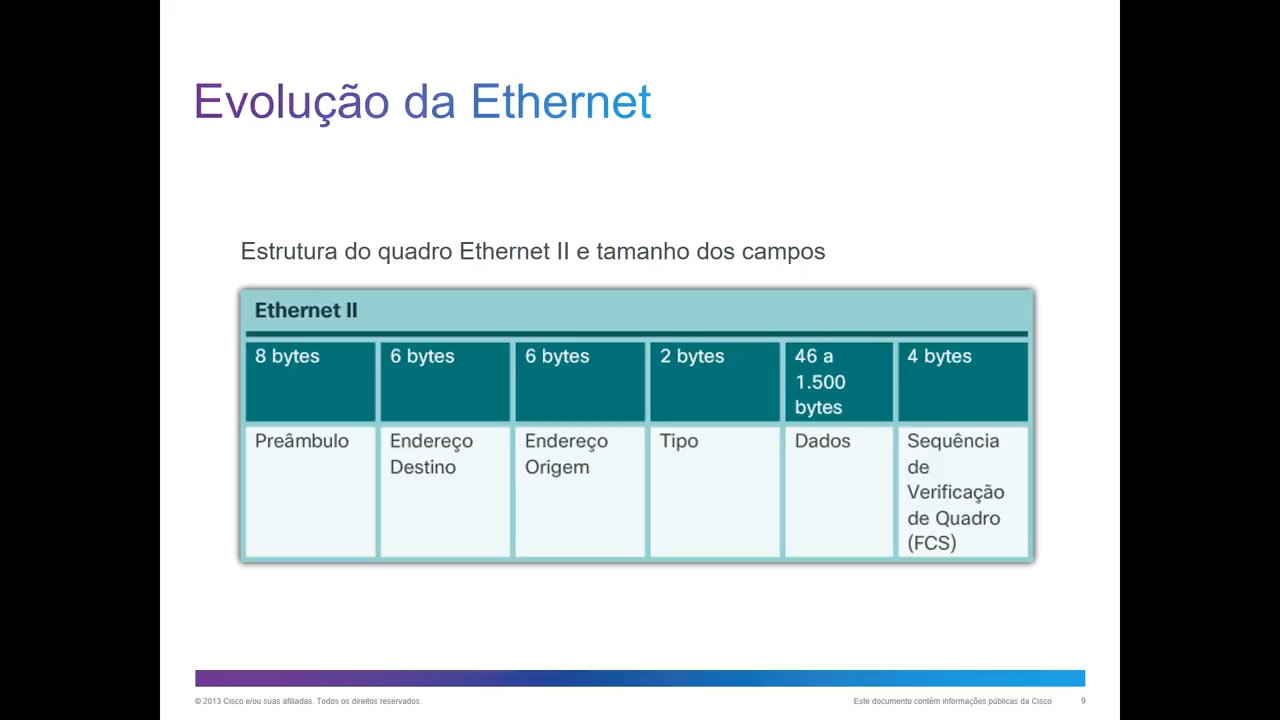 Evolução da Ethernet
Estrutura do quadro Ethernet II e tamanho dos campos
Ethernet II
8 bytes
6 bytes
6 bytes
2 bytes
46 a
1.500
bytes
4 bytes
Preâmbulo
Endereço
Destino
Endereço
Origem
Tipo
Dados
Sequência
de
Verificação
de Quadro
(FCS)
© 2013 Cisco e/ou suas afiliadas. Todos os direitos reservados.
Este documento contém informações públicas da Cisco
9